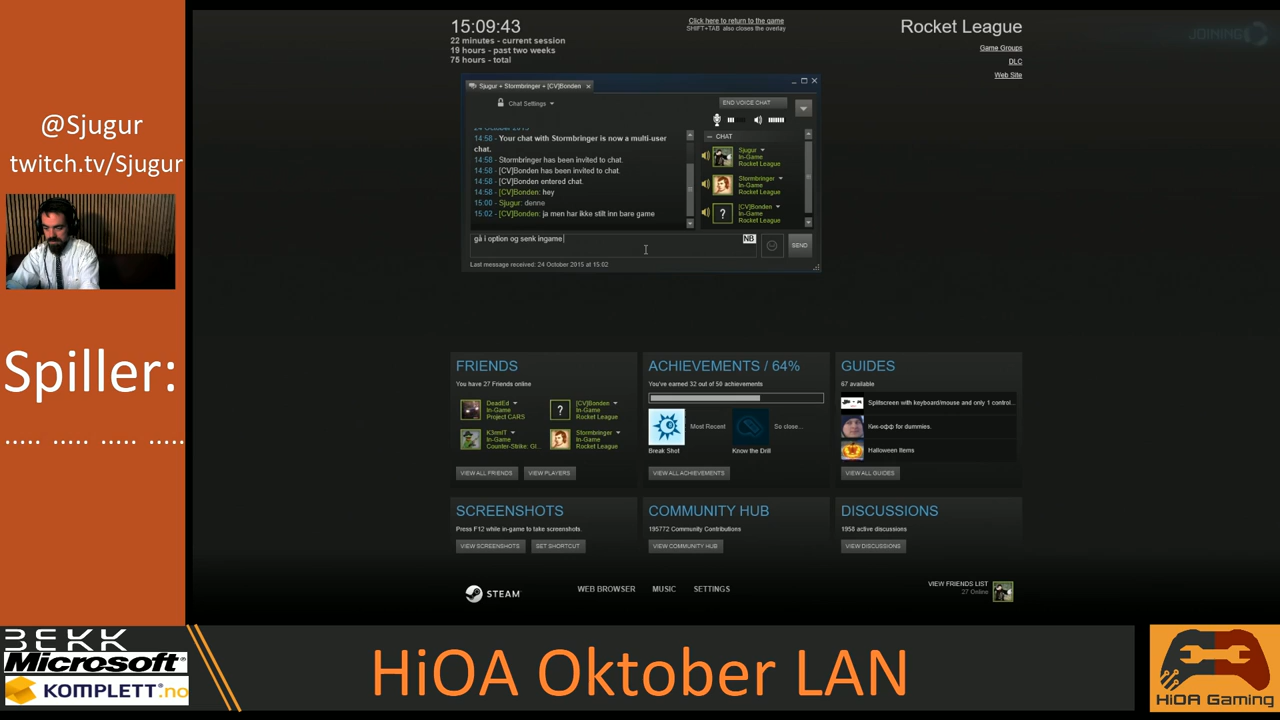 @Sjugur
twitch.tv/Sjugur
Spiller:
..... ..... ..... .....
15:09:43
22 minutes - current session
19 hours - past two weeks
75 hours - total
Click here to return to the game
SHIFT+TAB also closes the overlay
Rocket League
Game Groups
DLC
Web Site
JOINING
Sjugur + Stormbringer + [CV]Bonden
Chat Settings
END VOICE CHAT
24 October 2015
14:58 - Your chat with Stormbringer is now a multi-user
chat.
14:58 - Stormbringer has been invited to chat.
14:58 - [CV]Bonden has been invited to chat.
14:58 - [CV]Bonden entered chat.
14:58 - [CV]Bonden: hey
15:00 - Sjugur: denne
15:02 - [CV]Bonden: ja men har ikke stilt inn bare game
CHAT
Sjugur
In-Game
Rocket League
Stormbringer
In-Game
Rocket League
[CV]Bonden
In-Game
Rocket League
gå i option og senk ingame
NB
SEND
Last message received: 24 October 2015 at 15:02
FRIENDS
You have 27 Friends online
DeadEd
In-Game
Project CARS
[CV]Bonden
In-Game
Rocket League
K3rnIT
In-Game
Counter-Strike: Gl...
Stormbringer
In-Game
Rocket League
VIEW ALL FRIENDS
VIEW PLAYERS
ACHIEVEMENTS / 64%
You've earned 32 out of 50 achievements
Most Recent
So close...
Break Shot
Know the Drill
VIEW ALL ACHIEVEMENTS
GUIDES
67 available
Splitscreen with keyboard/mouse and only 1 control...
Кик-офф for dummies.
Halloween Items
VIEW ALL GUIDES
SCREENSHOTS
Press F12 while in-game to take screenshots.
VIEW SCREENSHOTS
SET SHORTCUT
COMMUNITY HUB
195772 Community Contributions
VIEW COMMUNITY HUB
DISCUSSIONS
1958 active discussions
VIEW DISCUSSIONS
STEAM
WEB BROWSER
MUSIC
SETTINGS
VIEW FRIENDS LIST
27 Online
BEKK
Microsoft
KOMPLETT.no
HiOA Oktober LAN
HiOA Gaming